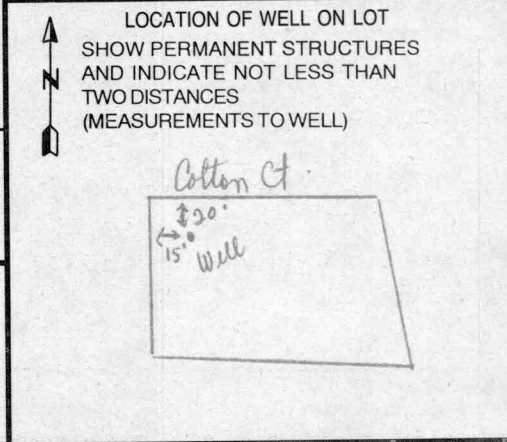 LOCATION OF WELL ON LOT
SHOW PERMANENT STRUCTURES
N AND INDICATE NOT LESS THAN
TWO DISTANCES
(MEASUREMENTS TO WELL)
Colton Ct.
20'
15'
Well